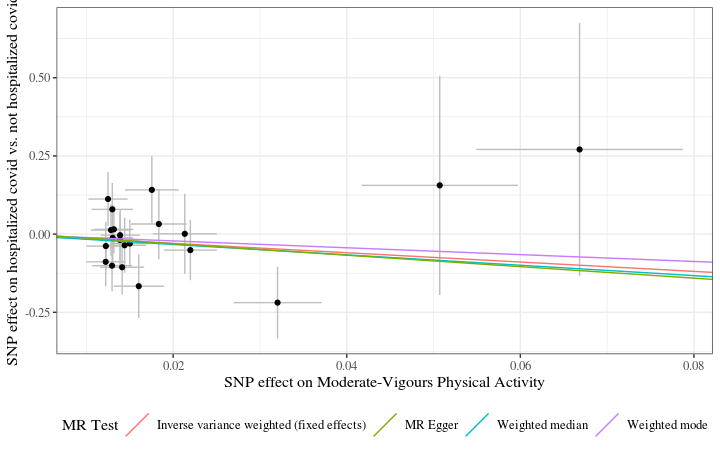 SNP effect on hospitalized covid vs. not hospitalized covid
0.50
0.25
0.00
-0.25
0.02
0.04
0.06
0.08
SNP effect on Moderate-Vigours Physical Activity
MR Test
Inverse variance weighted (fixed effects)
MR Egger
Weighted median
Weighted mode